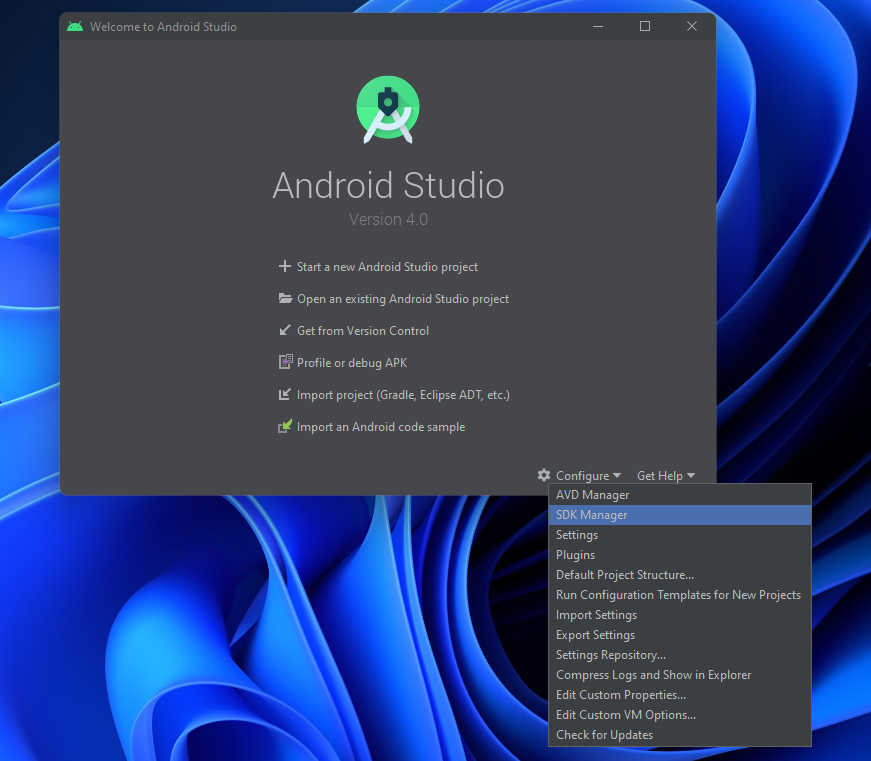 Welcome to Android Studio
Android Studio
Version 4.0
Start a new Android Studio project
Open an existing Android Studio project
Get from Version Control
Profile or debug APK
Import project (Gradle, Eclipse ADT, etc.)
Import an Android code sample
Configure Get Help
AVD Manager
SDK Manager
Settings
Plugins
Default Project Structure...
Run Configuration Templates for New Projects
Import Settings
Export Settings
Settings Repository...
Compress Logs and Show in Explorer
Edit Custom Properties...
Edit Custom VM Options...
Check for Updates